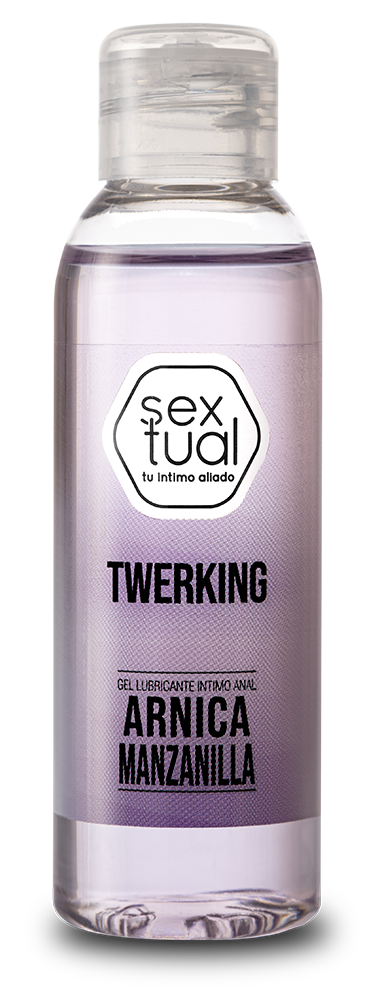 sex
tual
tu intimo aliado
TWERKING
GEL LUBRICANTE INTIMO ANAL
ARNICA
MANZANILLA